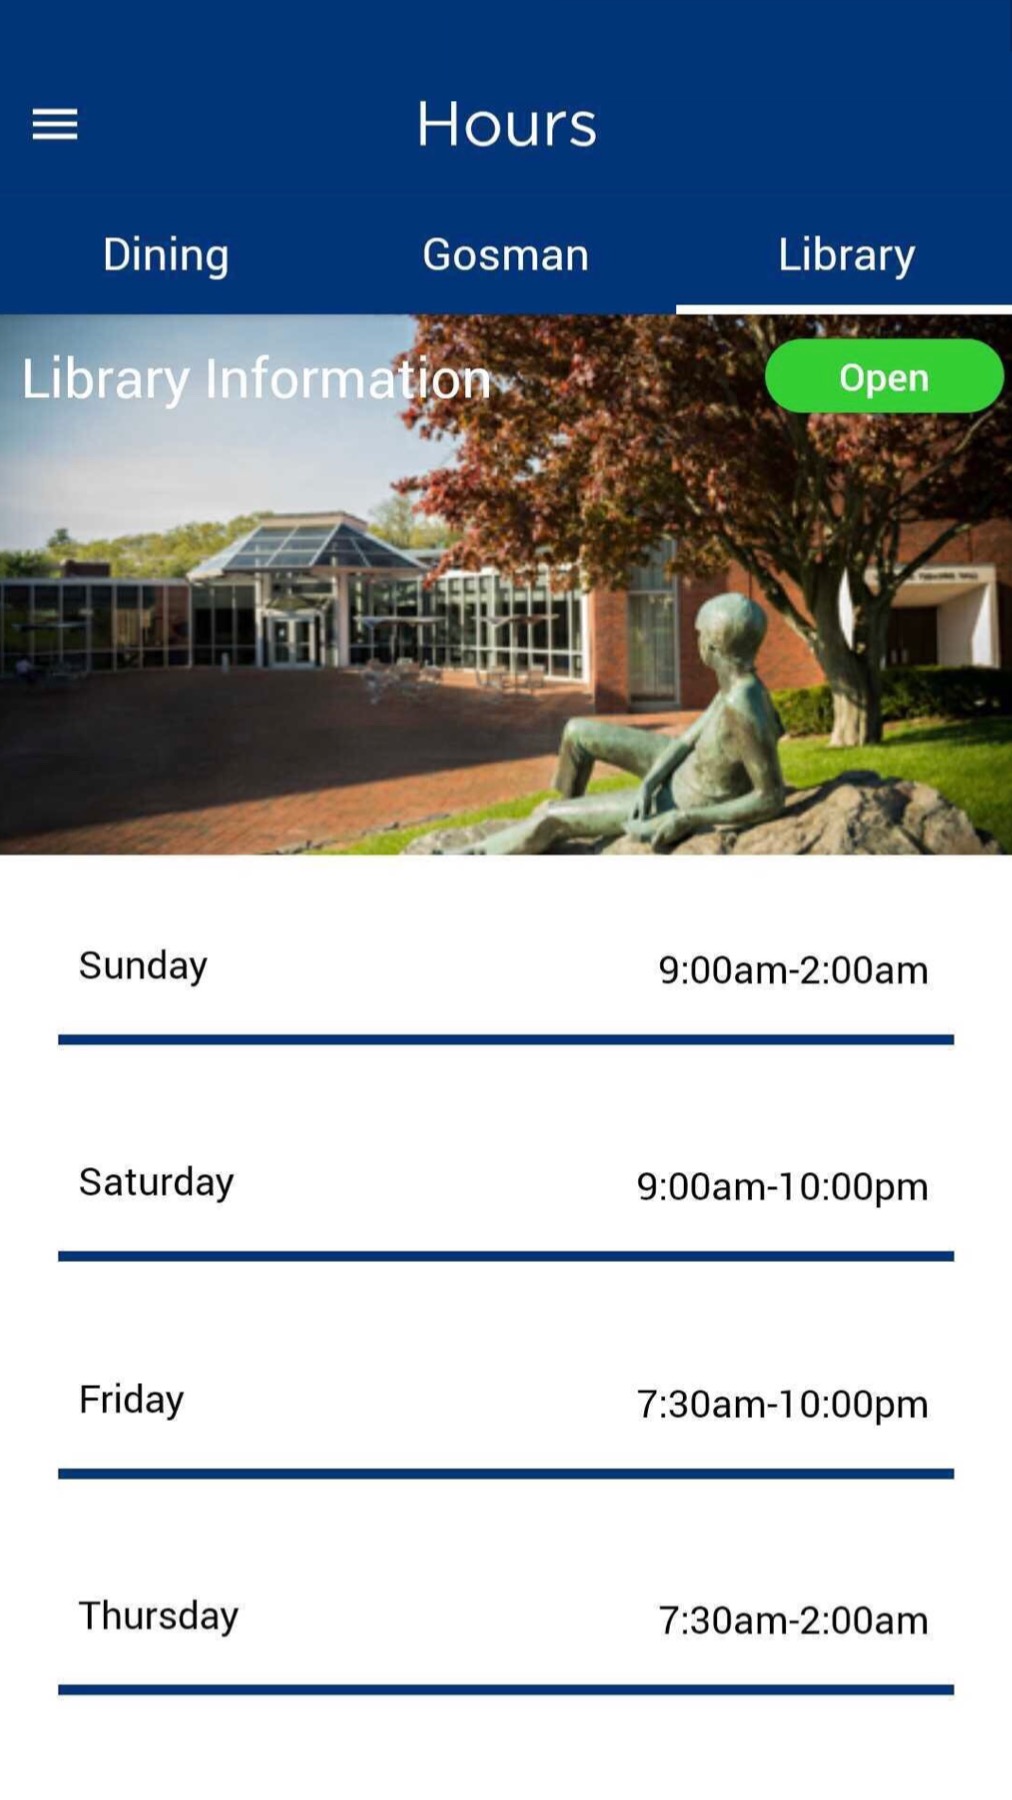 Hours
Dining Gosman Library
Library Information Open
Sunday 9:00am-2:00am
Saturday 9:00am-10:00pm
Friday 7:30am-10:00pm
Thursday 7:30am-2:00am